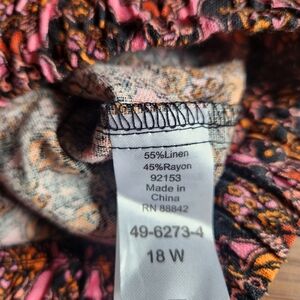 55%Linen
45%Rayon
92153
Made in
China
RN 88842
49-6273-4
18 W